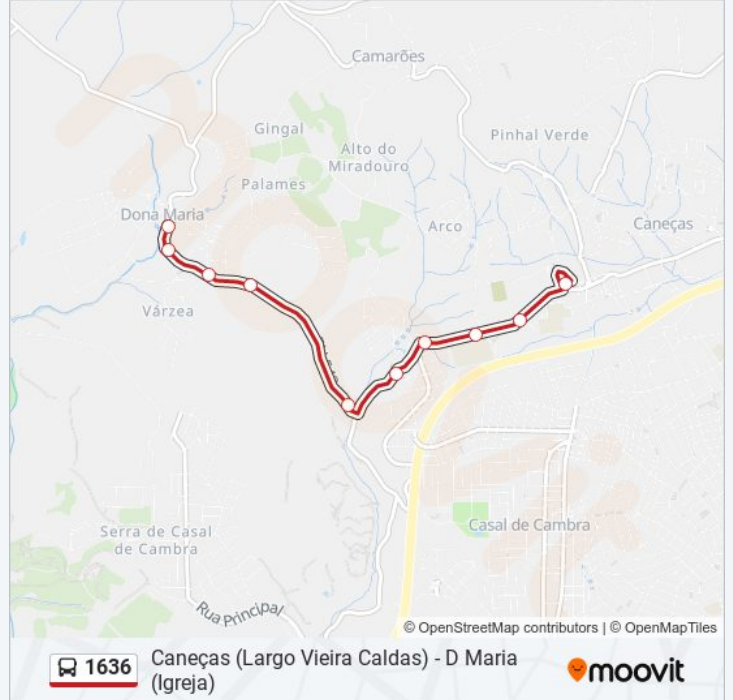 Camarões
Gingal
Pinhal Verde
Alto do
Miradouro
Palames
Dona Maria
Arco
Caneças
Várzea
Serra de Casal
de Cambra
Casal de Cambra
Rua Principal
© OpenStreetMap contributors | © OpenMapTiles
1636
Caneças (Largo Vieira Caldas) - D Maria
(Igreja)
moovit